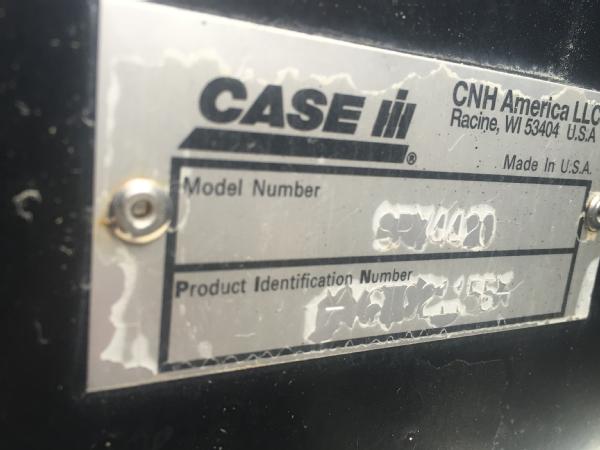 CASE IH
®
CNH America LLC
Racine, WI 53404 U.S.A
Made In U.S.A.
Model Number
Product Identification Number